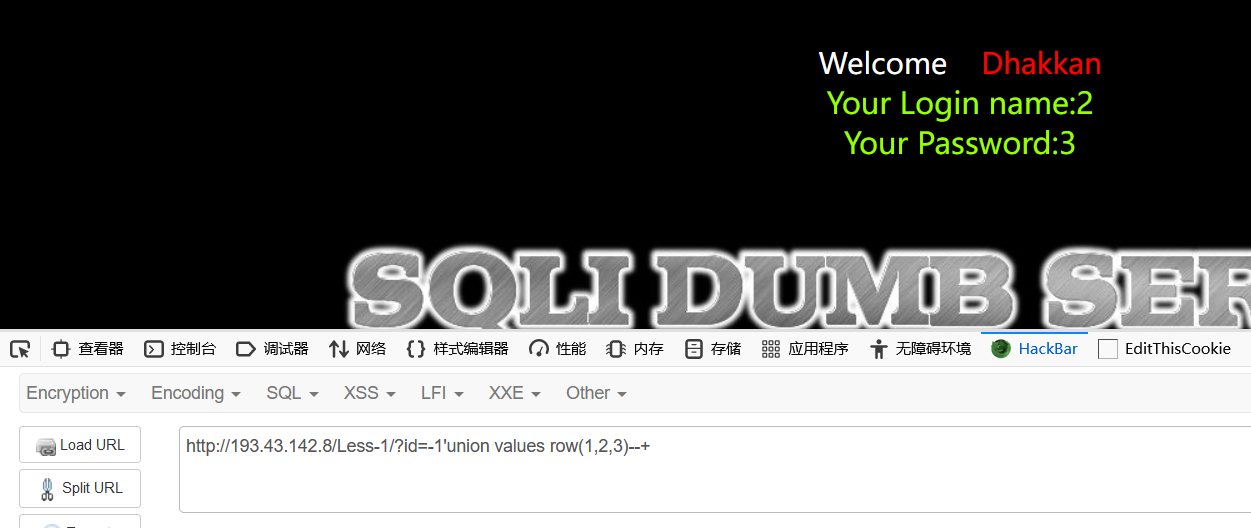 Welcome Dhakkan
Your Login name:2
Your Password:3
SQLI DUMB SER
查看器 控制台 调试器 网络 样式编辑器 性能 内存 存储 应用程序 无障碍环境 HackBar EditThisCookie
Encryption Encoding SQL XSS LFI XXE Other
Load URL http://193.43.142.8/Less-1/?id=-1'union values row(1,2,3)--+
Split URL